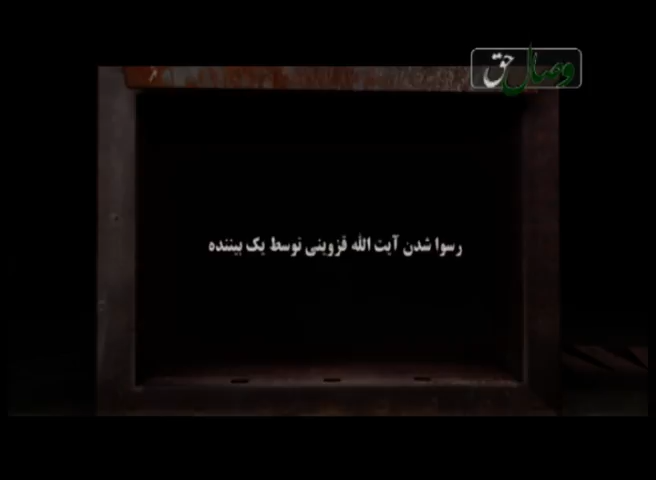 وصال حق
رسوا شدن آیت الله قزوینی توسط یک بیننده